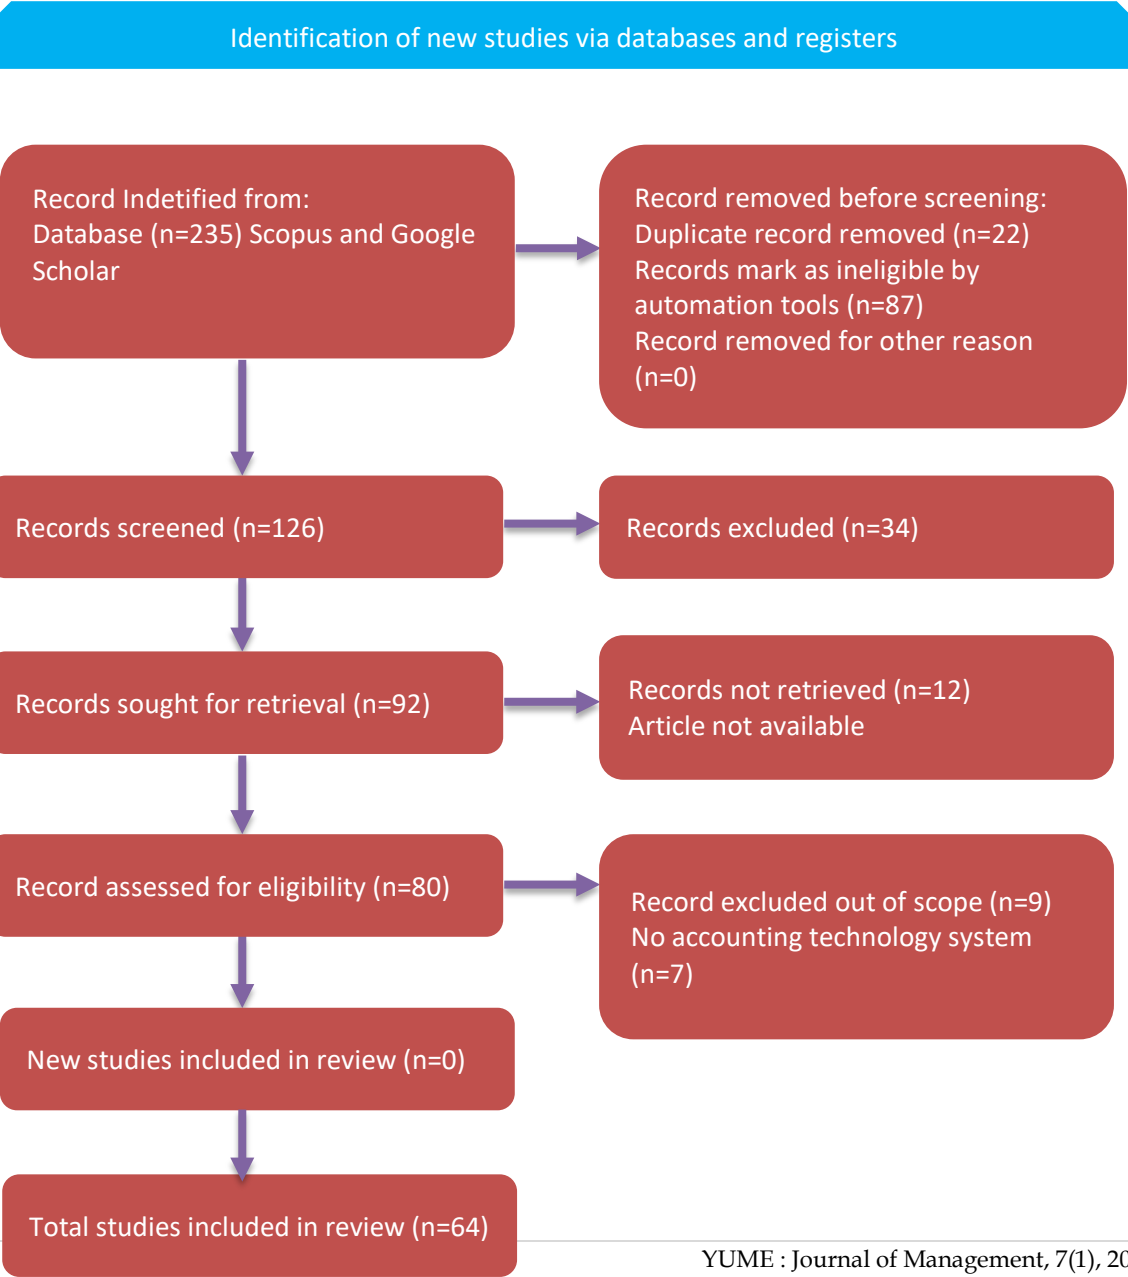 Identification of new studies via databases and registers
Record Indetified from:
Database (n=235) Scopus and Google
Scholar
Record removed before screening:
Duplicate record removed (n=22)
Records mark as ineligible by
automation tools (n=87)
Record removed for other reason
(n=0)
Records screened (n=126)
Records excluded (n=34)
Records sought for retrieval (n=92)
Records not retrieved (n=12)
Article not available
Record assessed for eligibility (n=80)
Record excluded out of scope (n=9)
No accounting technology system
(n=7)
New studies included in review (n=0)
Total studies included in review (n=64)
YUME : Journal of Management, 7(1), 20